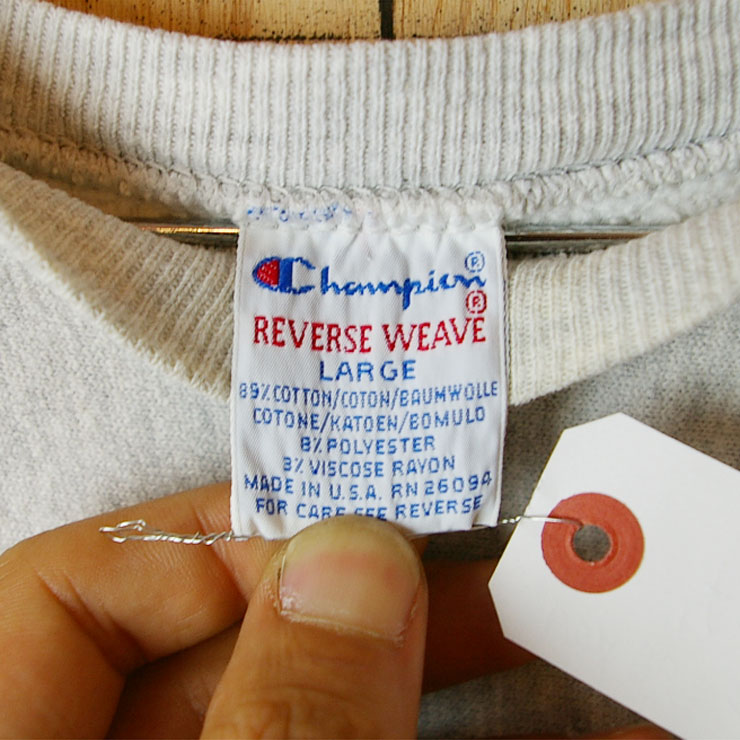 Champion®
®
REVERSE WEAVE
LARGE
89% COTTON/COTON/BAUMWOLLE
COTONE/KATOEN/BOMULD
8% POLYESTER
3% VISCOSE RAYON
MADE IN U.S.A. RN 26094
FOR CARE SEE REVERSE